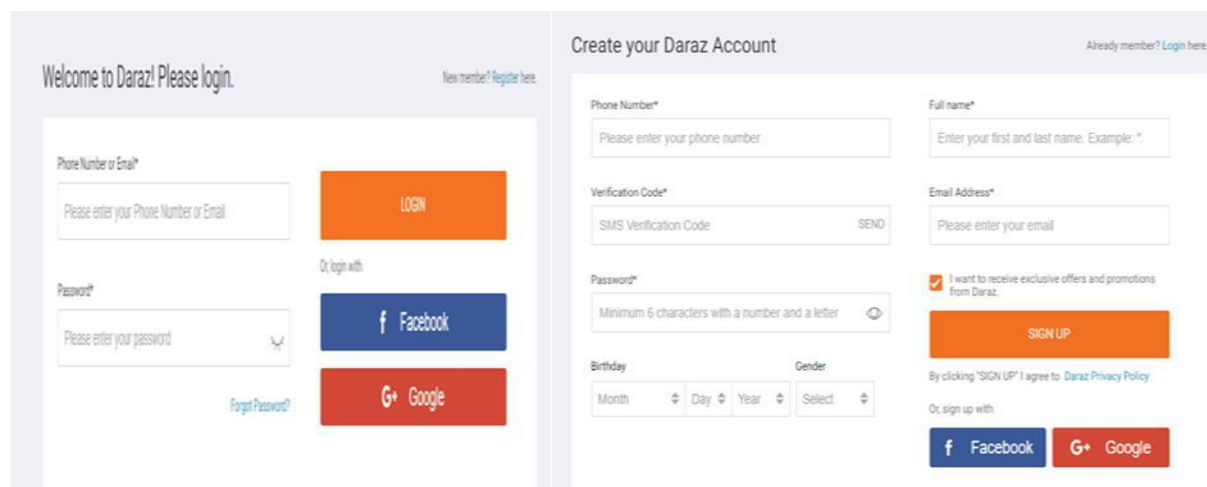 Welcome to Daraz! Please login.
New member? Register here.
Phone Number or Email*
Please enter your Phone Number or Email
Password*
Please enter your password
Forgot Password?
LOGIN
Or, login with
f Facebook
G+ Google
Create your Daraz Account
Already member? Login here.
Phone Number*
Please enter your phone number
Verification Code*
SMS Verification Code SEND
Password*
Minimum 6 characters with a number and a letter
Birthday Gender
Month Day Year Select
Full name*
Enter your first and last name. Example: "
Email Address*
Please enter your email
I want to receive exclusive offers and promotions
from Daraz.
SIGN UP
By clicking "SIGN UP" I agree to Daraz Privacy Policy
Or, sign up with
f Facebook G+ Google